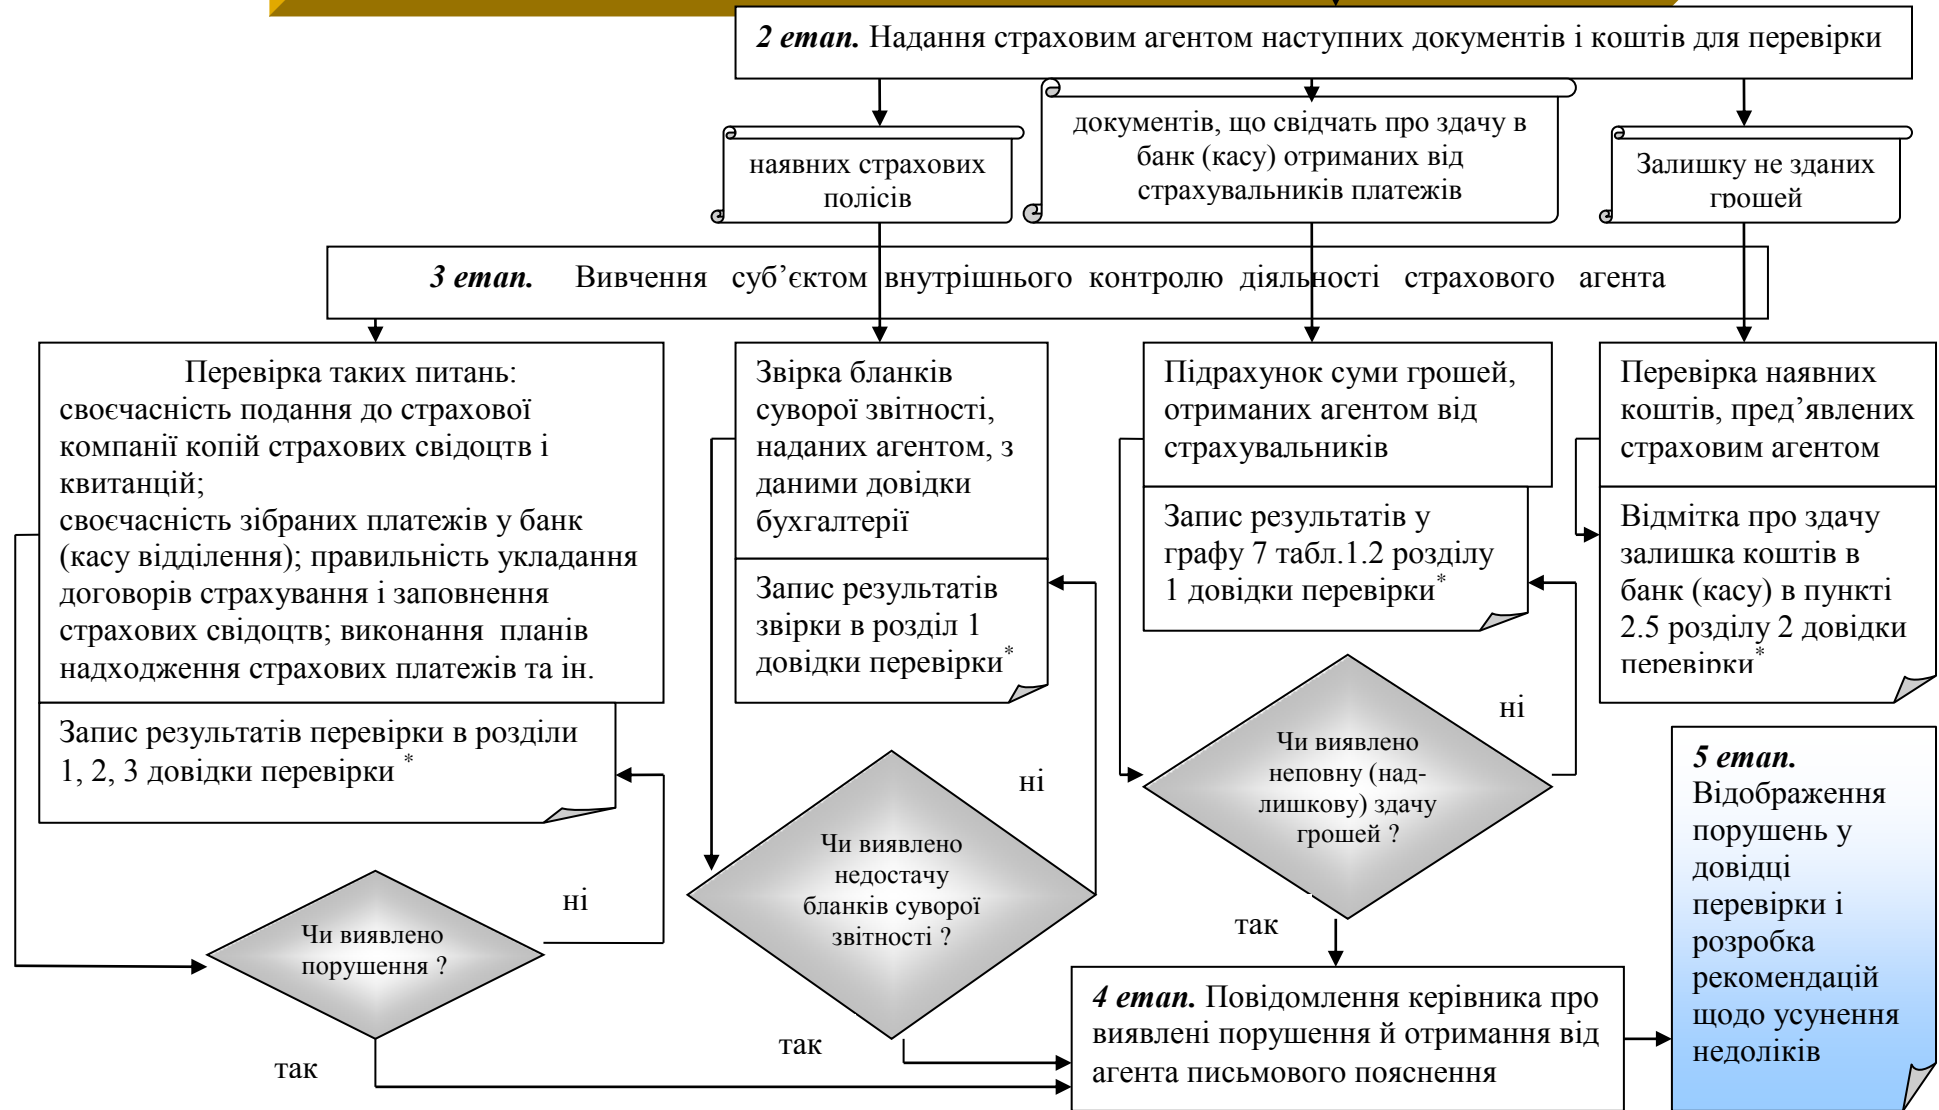 2 етап. Надання страховим агентом наступних документів і коштів для перевірки
наявних страхових
полісів
документів, що свідчать про здачу в
банк (касу) отриманих від
страхувальників платежів
Залишку не зданих
грошей
3 етап. Вивчення суб’єктом внутрішнього контролю діяльності страхового агента
Перевірка таких питань:
своєчасність подання до страхової
компанії копій страхових свідоцтв і
квитанцій;
своєчасність зібраних платежів у банк
(касу відділення); правильність укладання
договорів страхування і заповнення
страхових свідоцтв; виконання планів
надходження страхових платежів та ін.
Запис результатів перевірки в розділи
1, 2, 3 довідки перевірки *
Чи виявлено
порушення ?
ні
так
Звірка бланків
суворої звітності,
наданих агентом, з
даними довідки
бухгалтерії
Запис результатів
звірки в розділ 1
довідки перевірки*
Чи виявлено
недостачу
бланків суворої
звітності ?
ні
так
Підрахунок суми грошей,
отриманих агентом від
страхувальників
Запис результатів у
графу 7 табл.1.2 розділу
1 довідки перевірки*
Чи виявлено
неповну (над-
лишкову) здачу
грошей ?
ні
так
Перевірка наявних
коштів, пред’явлених
страховим агентом
Відмітка про здачу
залишка коштів в
банк (касу) в пункті
2.5 розділу 2 довідки
перевірки*
4 етап. Повідомлення керівника про
виявлені порушення й отримання від
агента письмового пояснення
5 етап.
Відображення
порушень у
довідці
перевірки і
розробка
рекомендацій
щодо усунення
недоліків